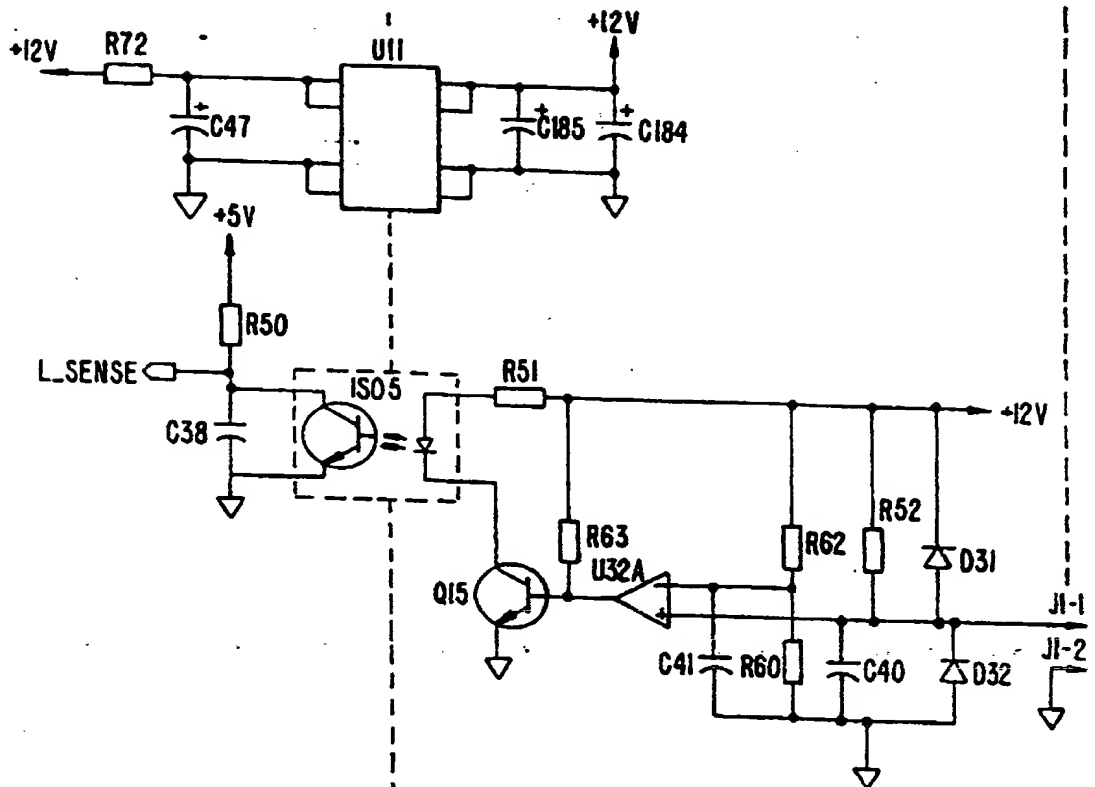 +12V
R72
U11
+12V
C47
C185
C184
+5V
R50
L_SENSE
ISO5
R51
+12V
C38
R63
R62
R52
D31
U32A
Q15
J1-1
C41
R60
C40
D32
J1-2